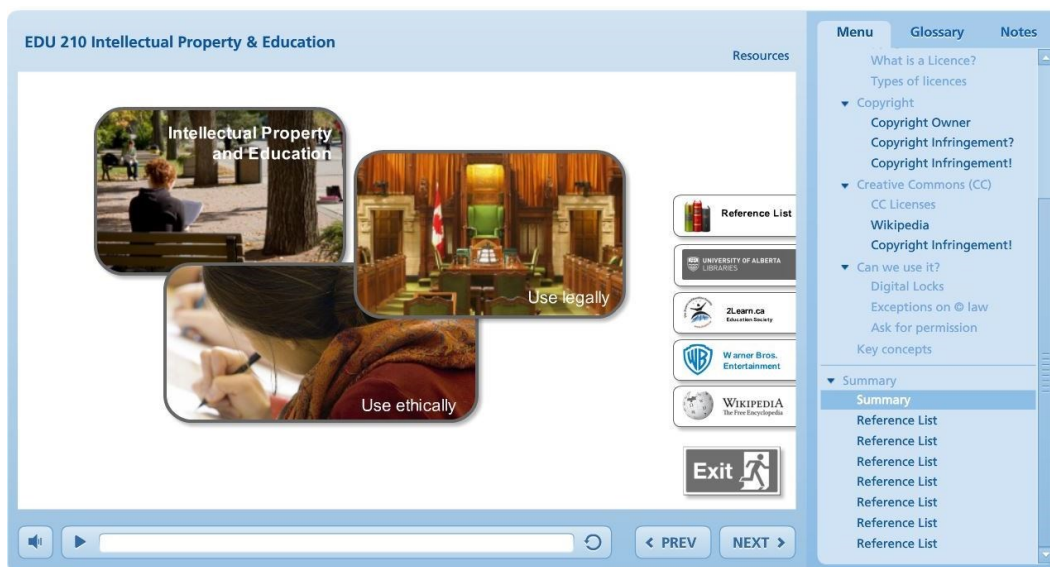 EDU 210 Intellectual Property & Education
Resources
Intellectual Property
and Education
Use legally
Use ethically
Reference List
UNIVERSITY OF ALBERTA
LIBRARIES
2Learn.ca
Education Society
Warner Bros.
Entertainment
WIKIPEDIA
The Free Encyclopedia
Exit
< PREV
NEXT >
Menu
Glossary
Notes
What is a Licence?
Types of licences
Copyright
Copyright Owner
Copyright Infringement?
Copyright Infringement!
Creative Commons (CC)
CC Licenses
Wikipedia
Copyright Infringement!
Can we use it?
Digital Locks
Exceptions on © law
Ask for permission
Key concepts
Summary
Summary
Reference List
Reference List
Reference List
Reference List
Reference List
Reference List
Reference List